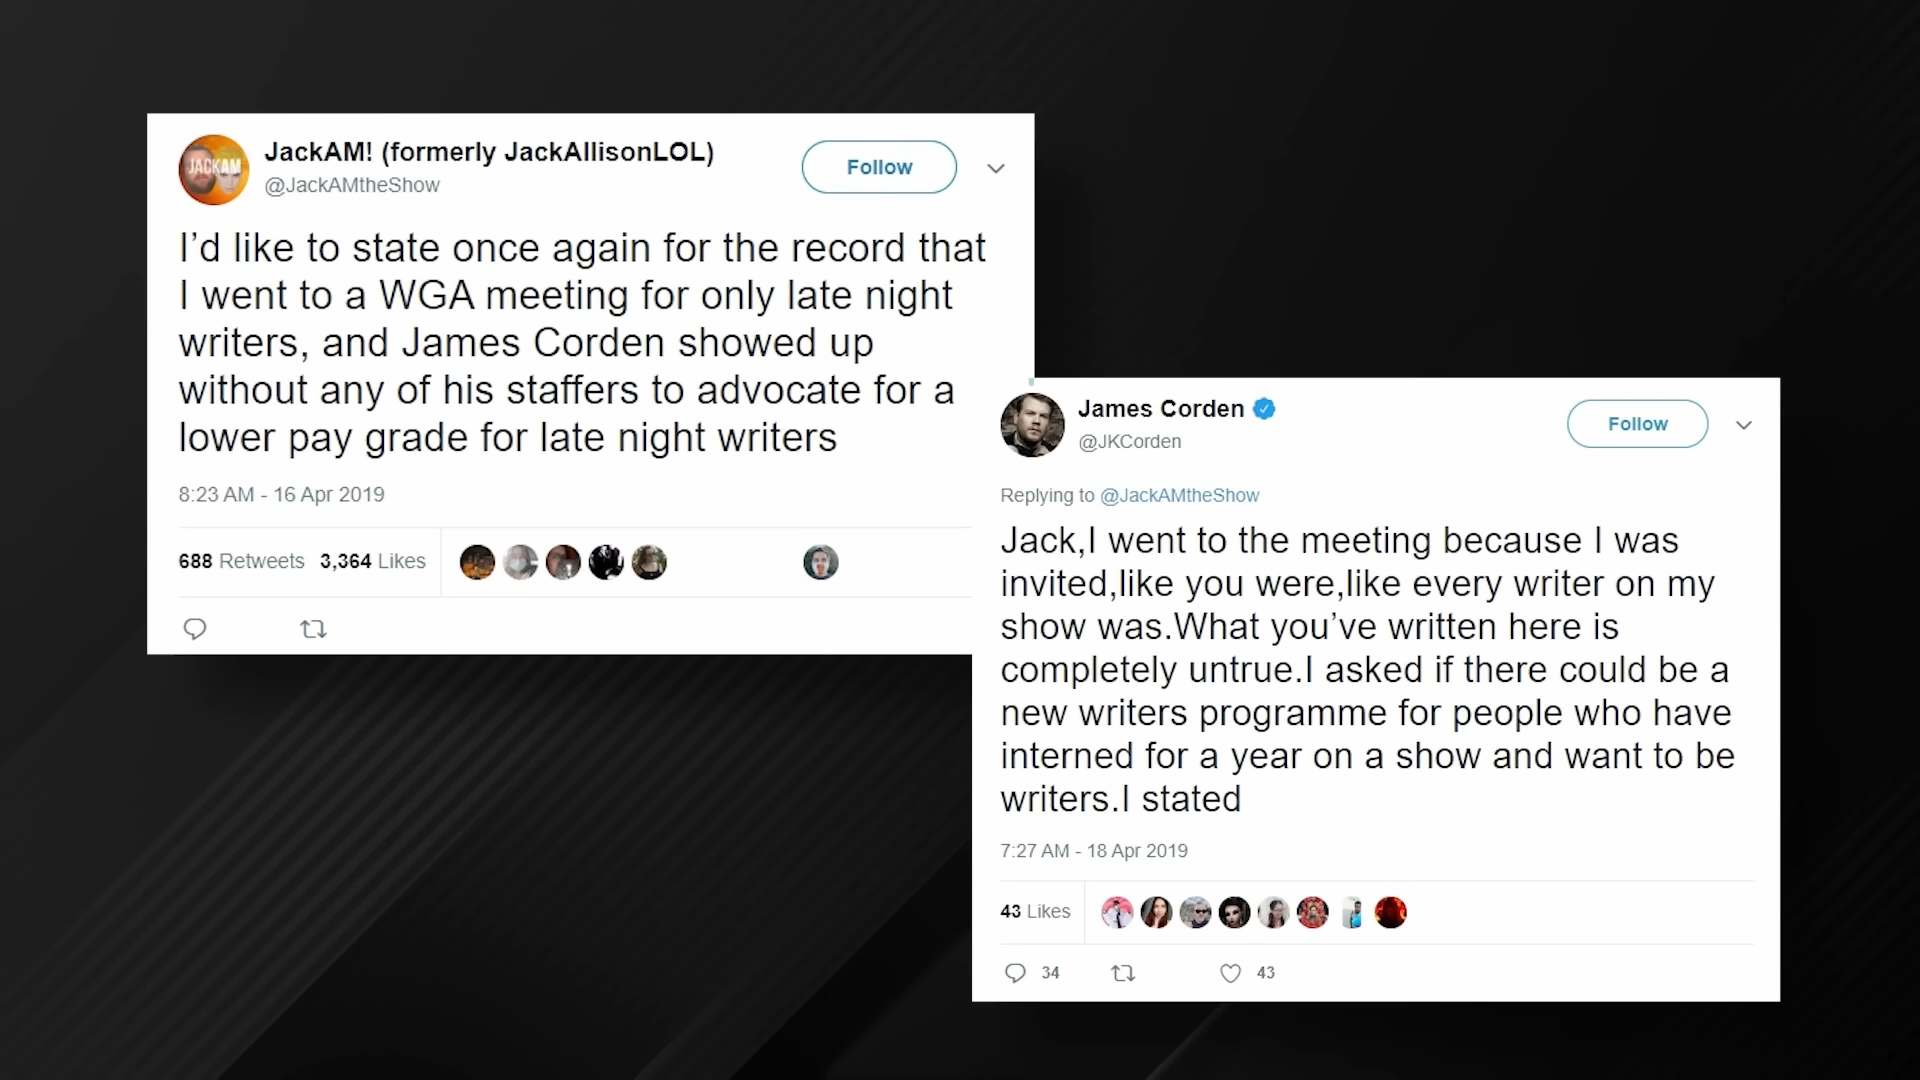 JACKAM
JackAM! (formerly JackAllisonLOL)
@JackAMtheShow
Follow
I’d like to state once again for the record that
I went to a WGA meeting for only late night
writers, and James Corden showed up
without any of his staffers to advocate for a
lower pay grade for late night writers
8:23 AM - 16 Apr 2019
688 Retweets 3,364 Likes
James Corden
@JKCorden
Follow
Replying to @JackAMtheShow
Jack,I went to the meeting because I was
invited,like you were,like every writer on my
show was.What you’ve written here is
completely untrue.I asked if there could be a
new writers programme for people who have
interned for a year on a show and want to be
writers.I stated
7:27 AM - 18 Apr 2019
43 Likes
34 43